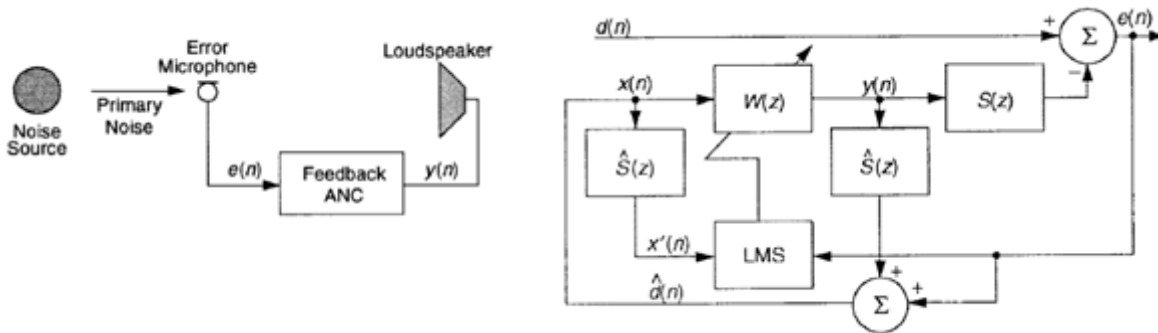 Noise
Source
Primary
Noise
Error
Microphone
Loudspeaker
e(n)
Feedback
ANC
y(n)
d(n)
+
Σ
e(n)
−
x(n)
W(z)
y(n)
S(z)
Ŝ(z)
Ŝ(z)
x'(n)
LMS
d̂(n)
+
+
Σ